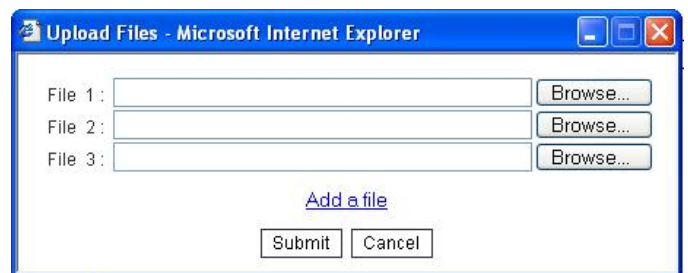 Upload Files - Microsoft Internet Explorer
File 1: Browse...
File 2: Browse...
File 3: Browse...
Add a file
Submit Cancel